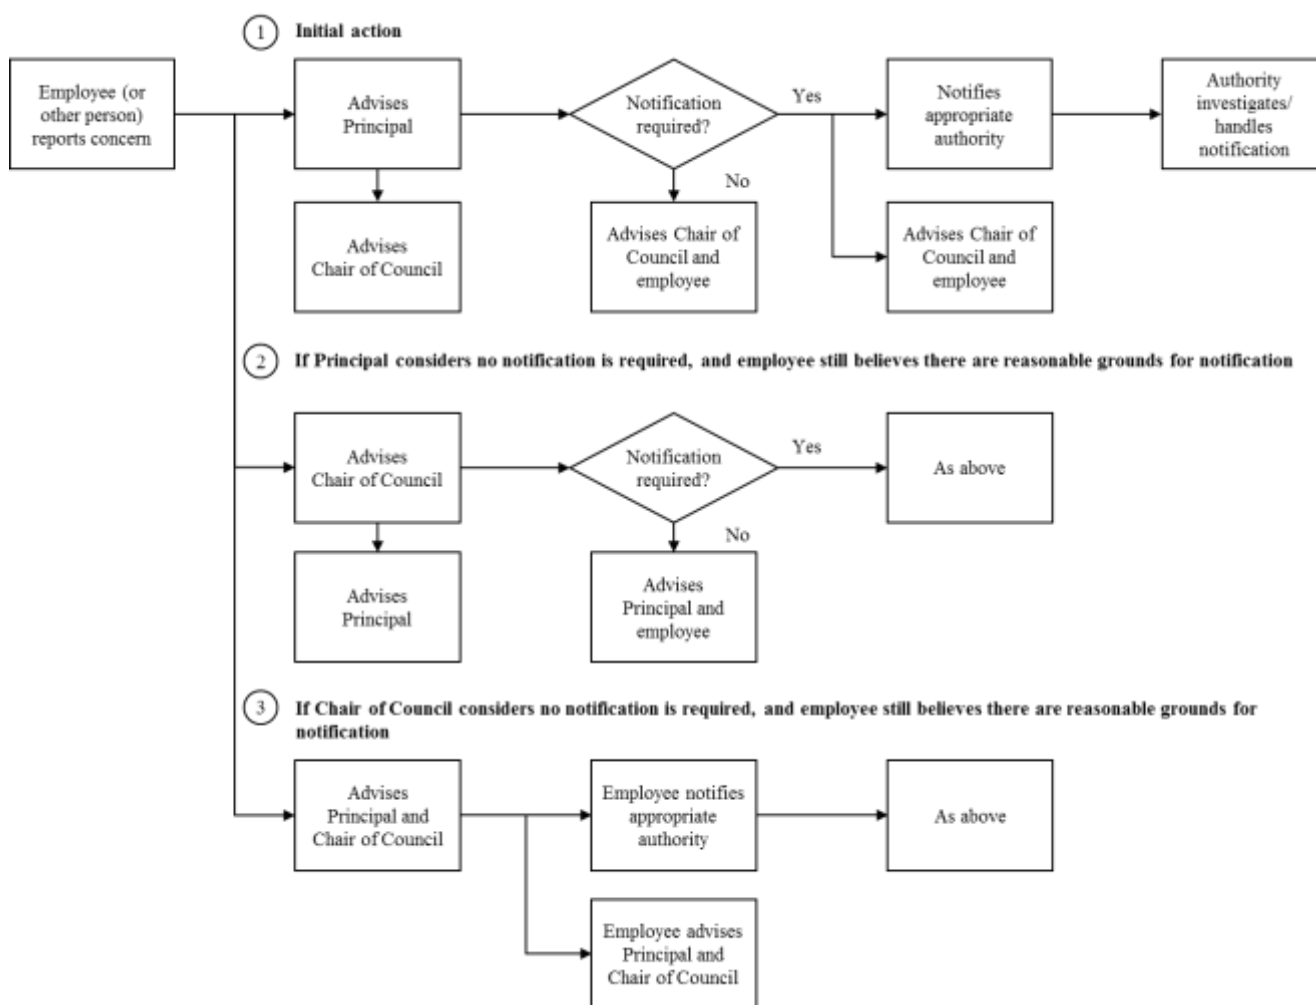 1 Initial action
Employee (or
other person)
reports concern
Advises
Principal
Notification
required?
Yes
Notifies
appropriate
authority
Authority
investigates/
handles
notification
No
Advises
Chair of Council
Advises Chair of
Council and
employee
Advises Chair of
Council and
employee
2 If Principal considers no notification is required, and employee still believes there are reasonable grounds for notification
Advises
Chair of Council
Notification
required?
Yes
As above
No
Advises
Principal
Advises
Principal and
employee
3 If Chair of Council considers no notification is required, and employee still believes there are reasonable grounds for
notification
Advises
Principal and
Chair of Council
Employee notifies
appropriate
authority
As above
Employee advises
Principal and
Chair of Council